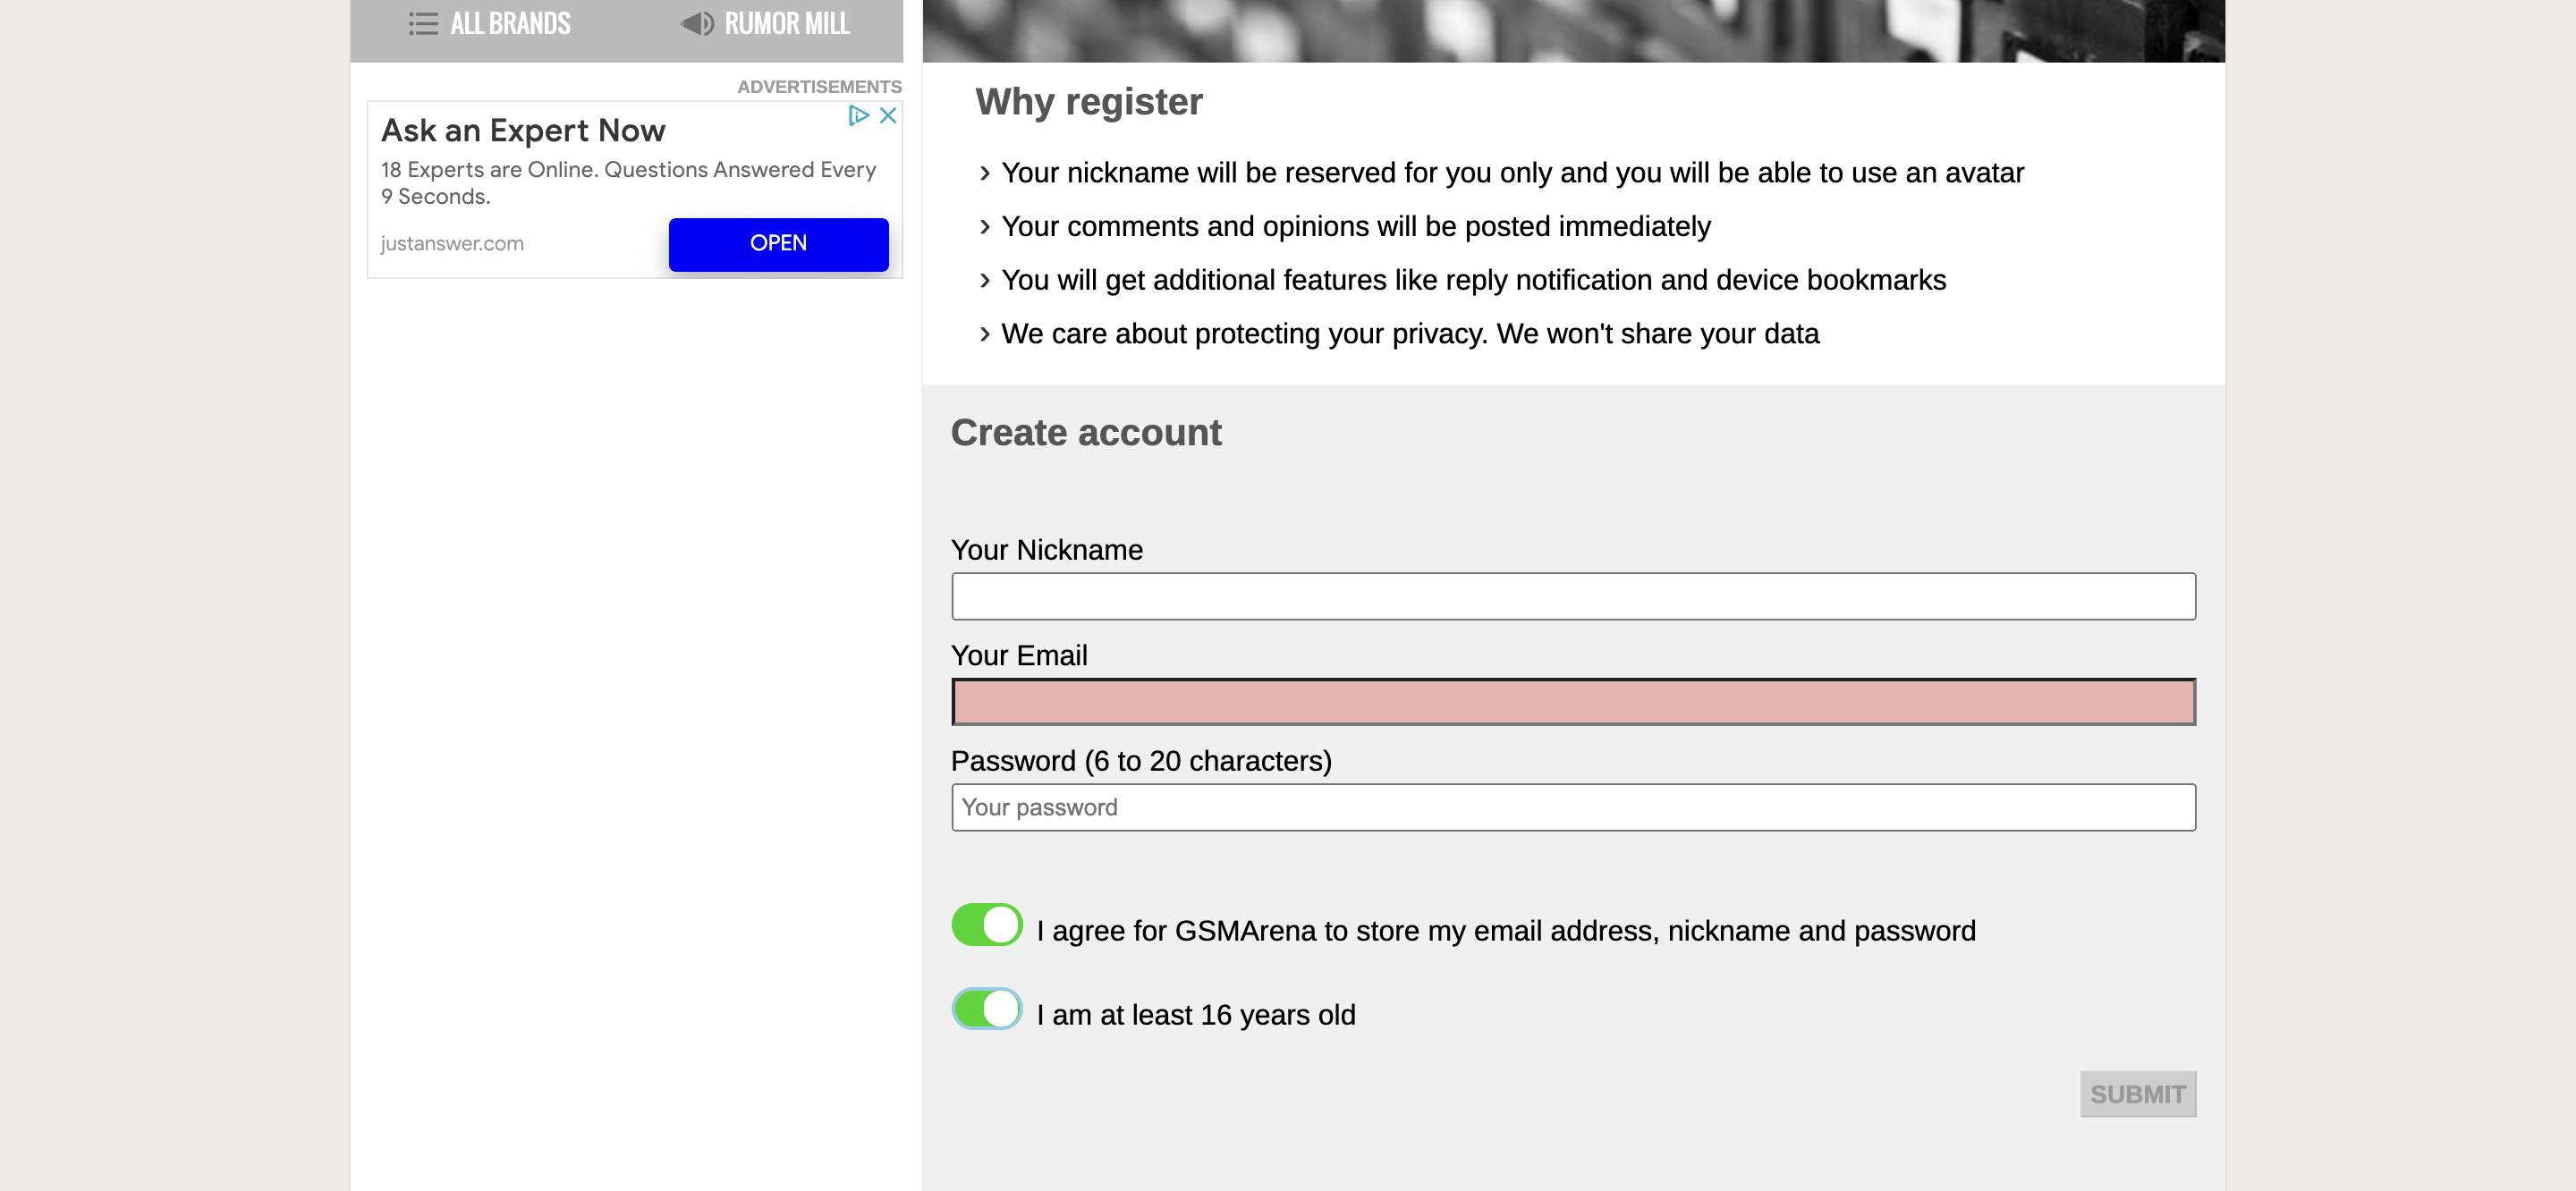 ALL BRANDS
RUMOR MILL
ADVERTISEMENTS
Ask an Expert Now
18 Experts are Online. Questions Answered Every
9 Seconds.
justanswer.com
OPEN
Why register
Your nickname will be reserved for you only and you will be able to use an avatar
Your comments and opinions will be posted immediately
You will get additional features like reply notification and device bookmarks
We care about protecting your privacy. We won't share your data
Create account
Your Nickname
Your Email
Password (6 to 20 characters)
Your password
I agree for GSMArena to store my email address, nickname and password
I am at least 16 years old
SUBMIT